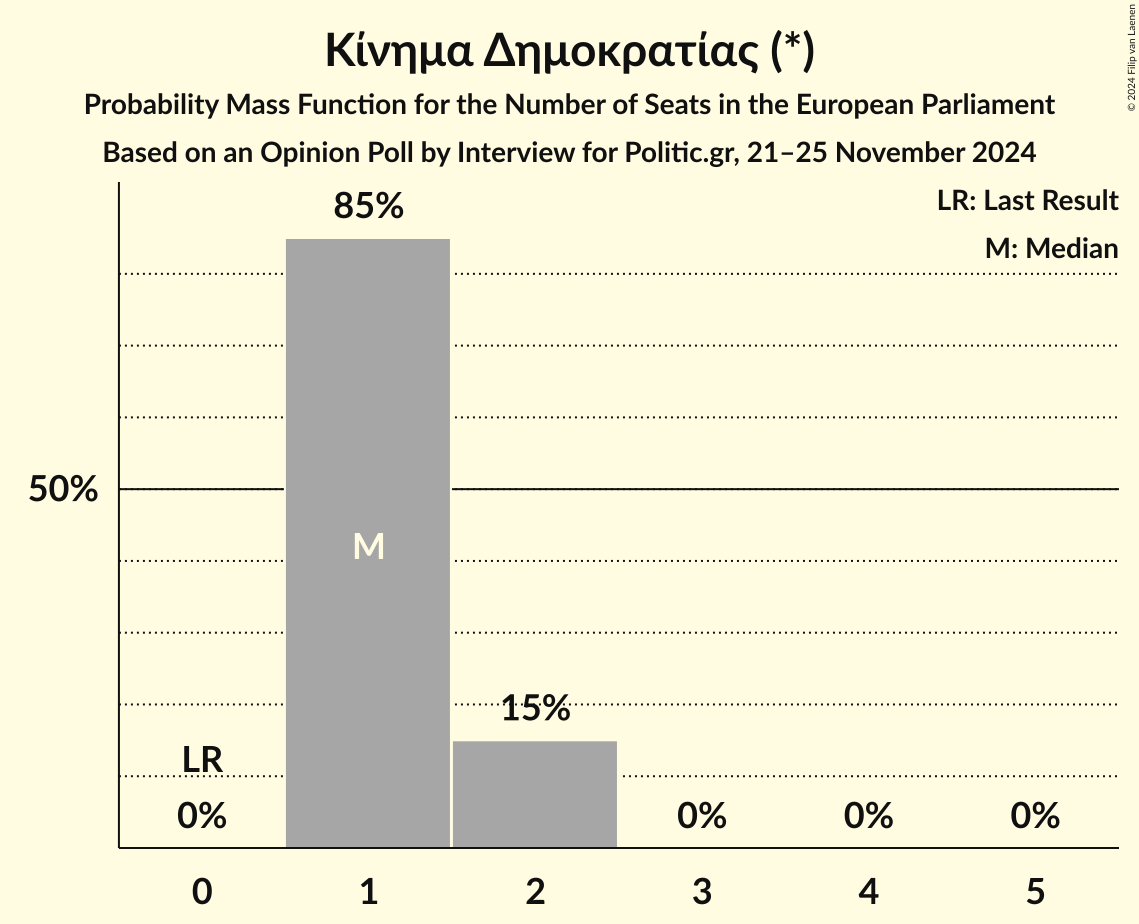 Κίνημα Δημοκρατίας (*)
Probability Mass Function for the Number of Seats in the European Parliament
Based on an Opinion Poll by Interview for Politic.gr, 21–25 November 2024
© 2024 Filip van Laenen
LR: Last Result
M: Median
85%
50%
M
15%
LR
0%
0%
0%
0%
0
1
2
3
4
5